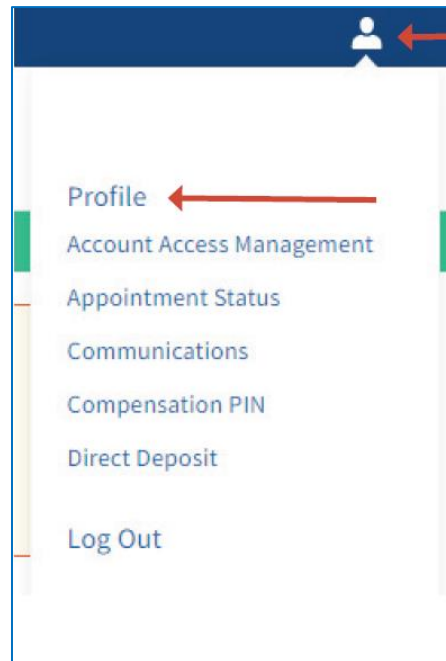 Profile
Account Access Management
Appointment Status
Communications
Compensation PIN
Direct Deposit
Log Out